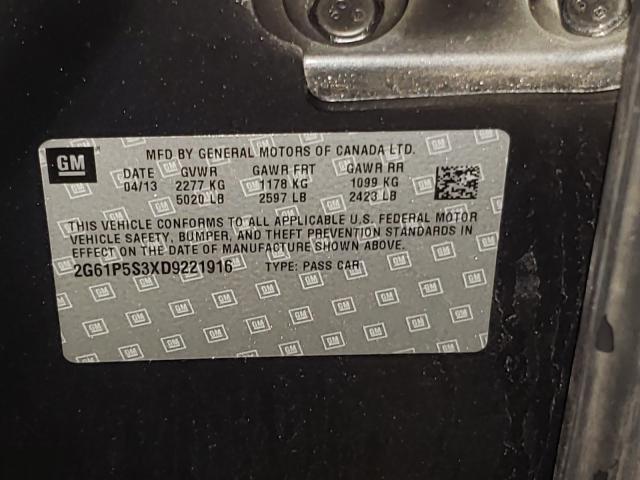 GM
MFD BY GENERAL MOTORS OF CANADA LTD.
DATE GVWR GAWR FRT GAWR RR
04/13 2277 KG 1178 KG 1099 KG
5020 LB 2597 LB 2423 LB
THIS VEHICLE CONFORMS TO ALL APPLICABLE U.S. FEDERAL MOTOR
VEHICLE SAFETY, BUMPER, AND THEFT PREVENTION STANDARDS IN
EFFECT ON THE DATE OF MANUFACTURE SHOWN ABOVE.
2G61P5S3XD9221916 TYPE: PASS CAR